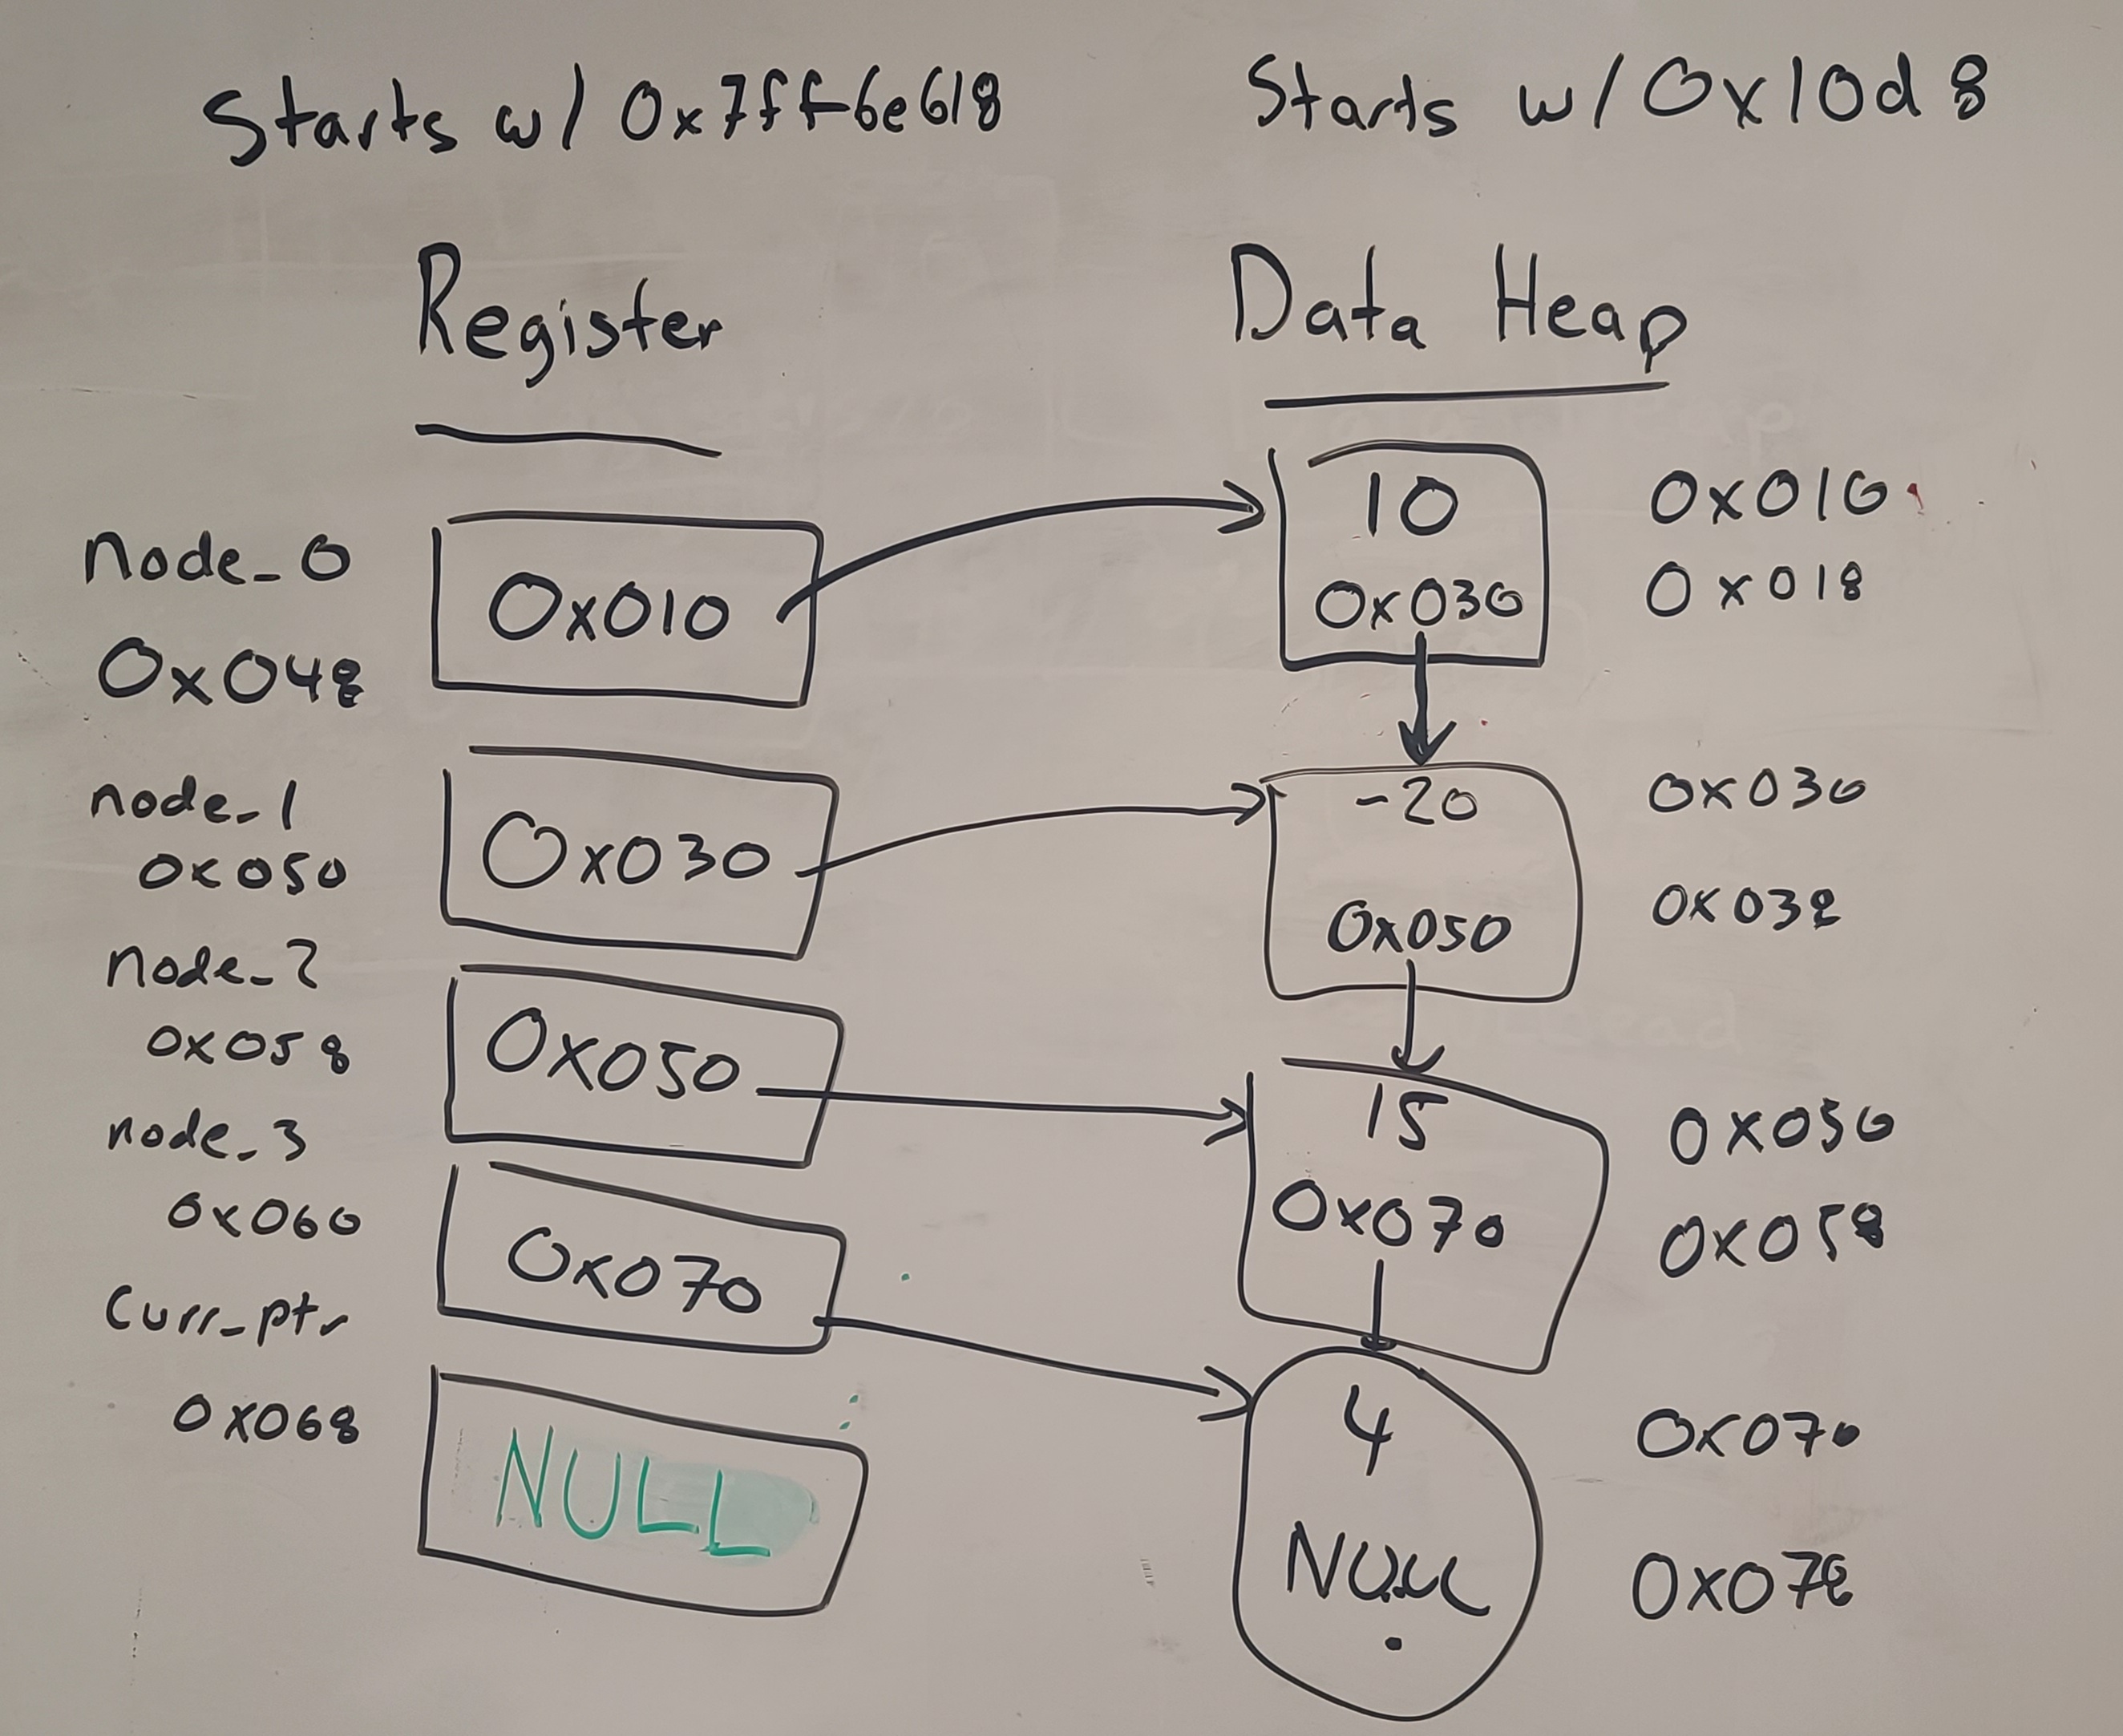 Starts w/ 0x7ff6e618
Starts w/ 0x10d8
Register
Data Heap
node_0
0x048
0x010
node_1
0x050
0x030
node_2
0x058
0x050
node_3
0x060
0x070
Curr_ptr
0x068
NULL
10
0x010
0x030
0x018
-20
0x030
0x050
0x038
15
0x050
0x070
0x058
4
0x070
NULL
0x078